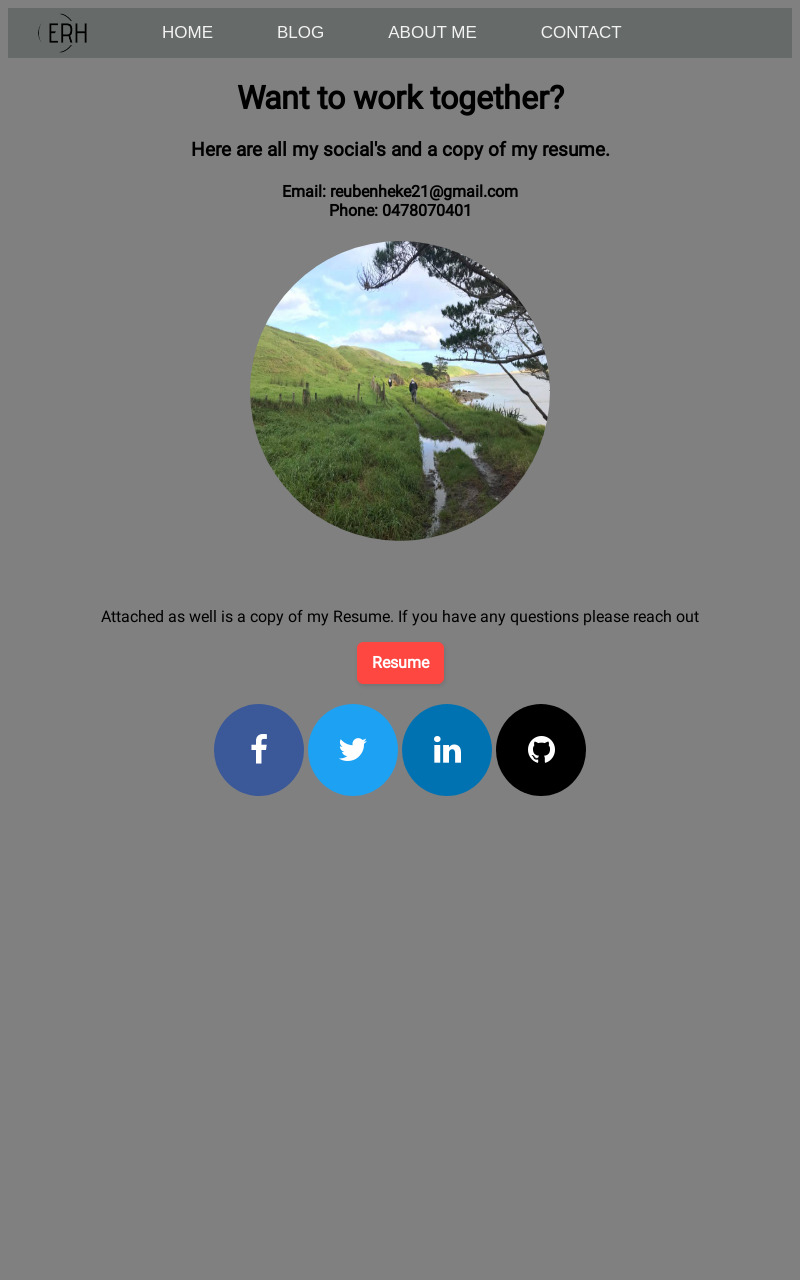 ERH HOME BLOG ABOUT ME CONTACT
Want to work together?
Here are all my social's and a copy of my resume.
Email: reubenheke21@gmail.com
Phone: 0478070401
Attached as well is a copy of my Resume. If you have any questions please reach out
Resume
f in